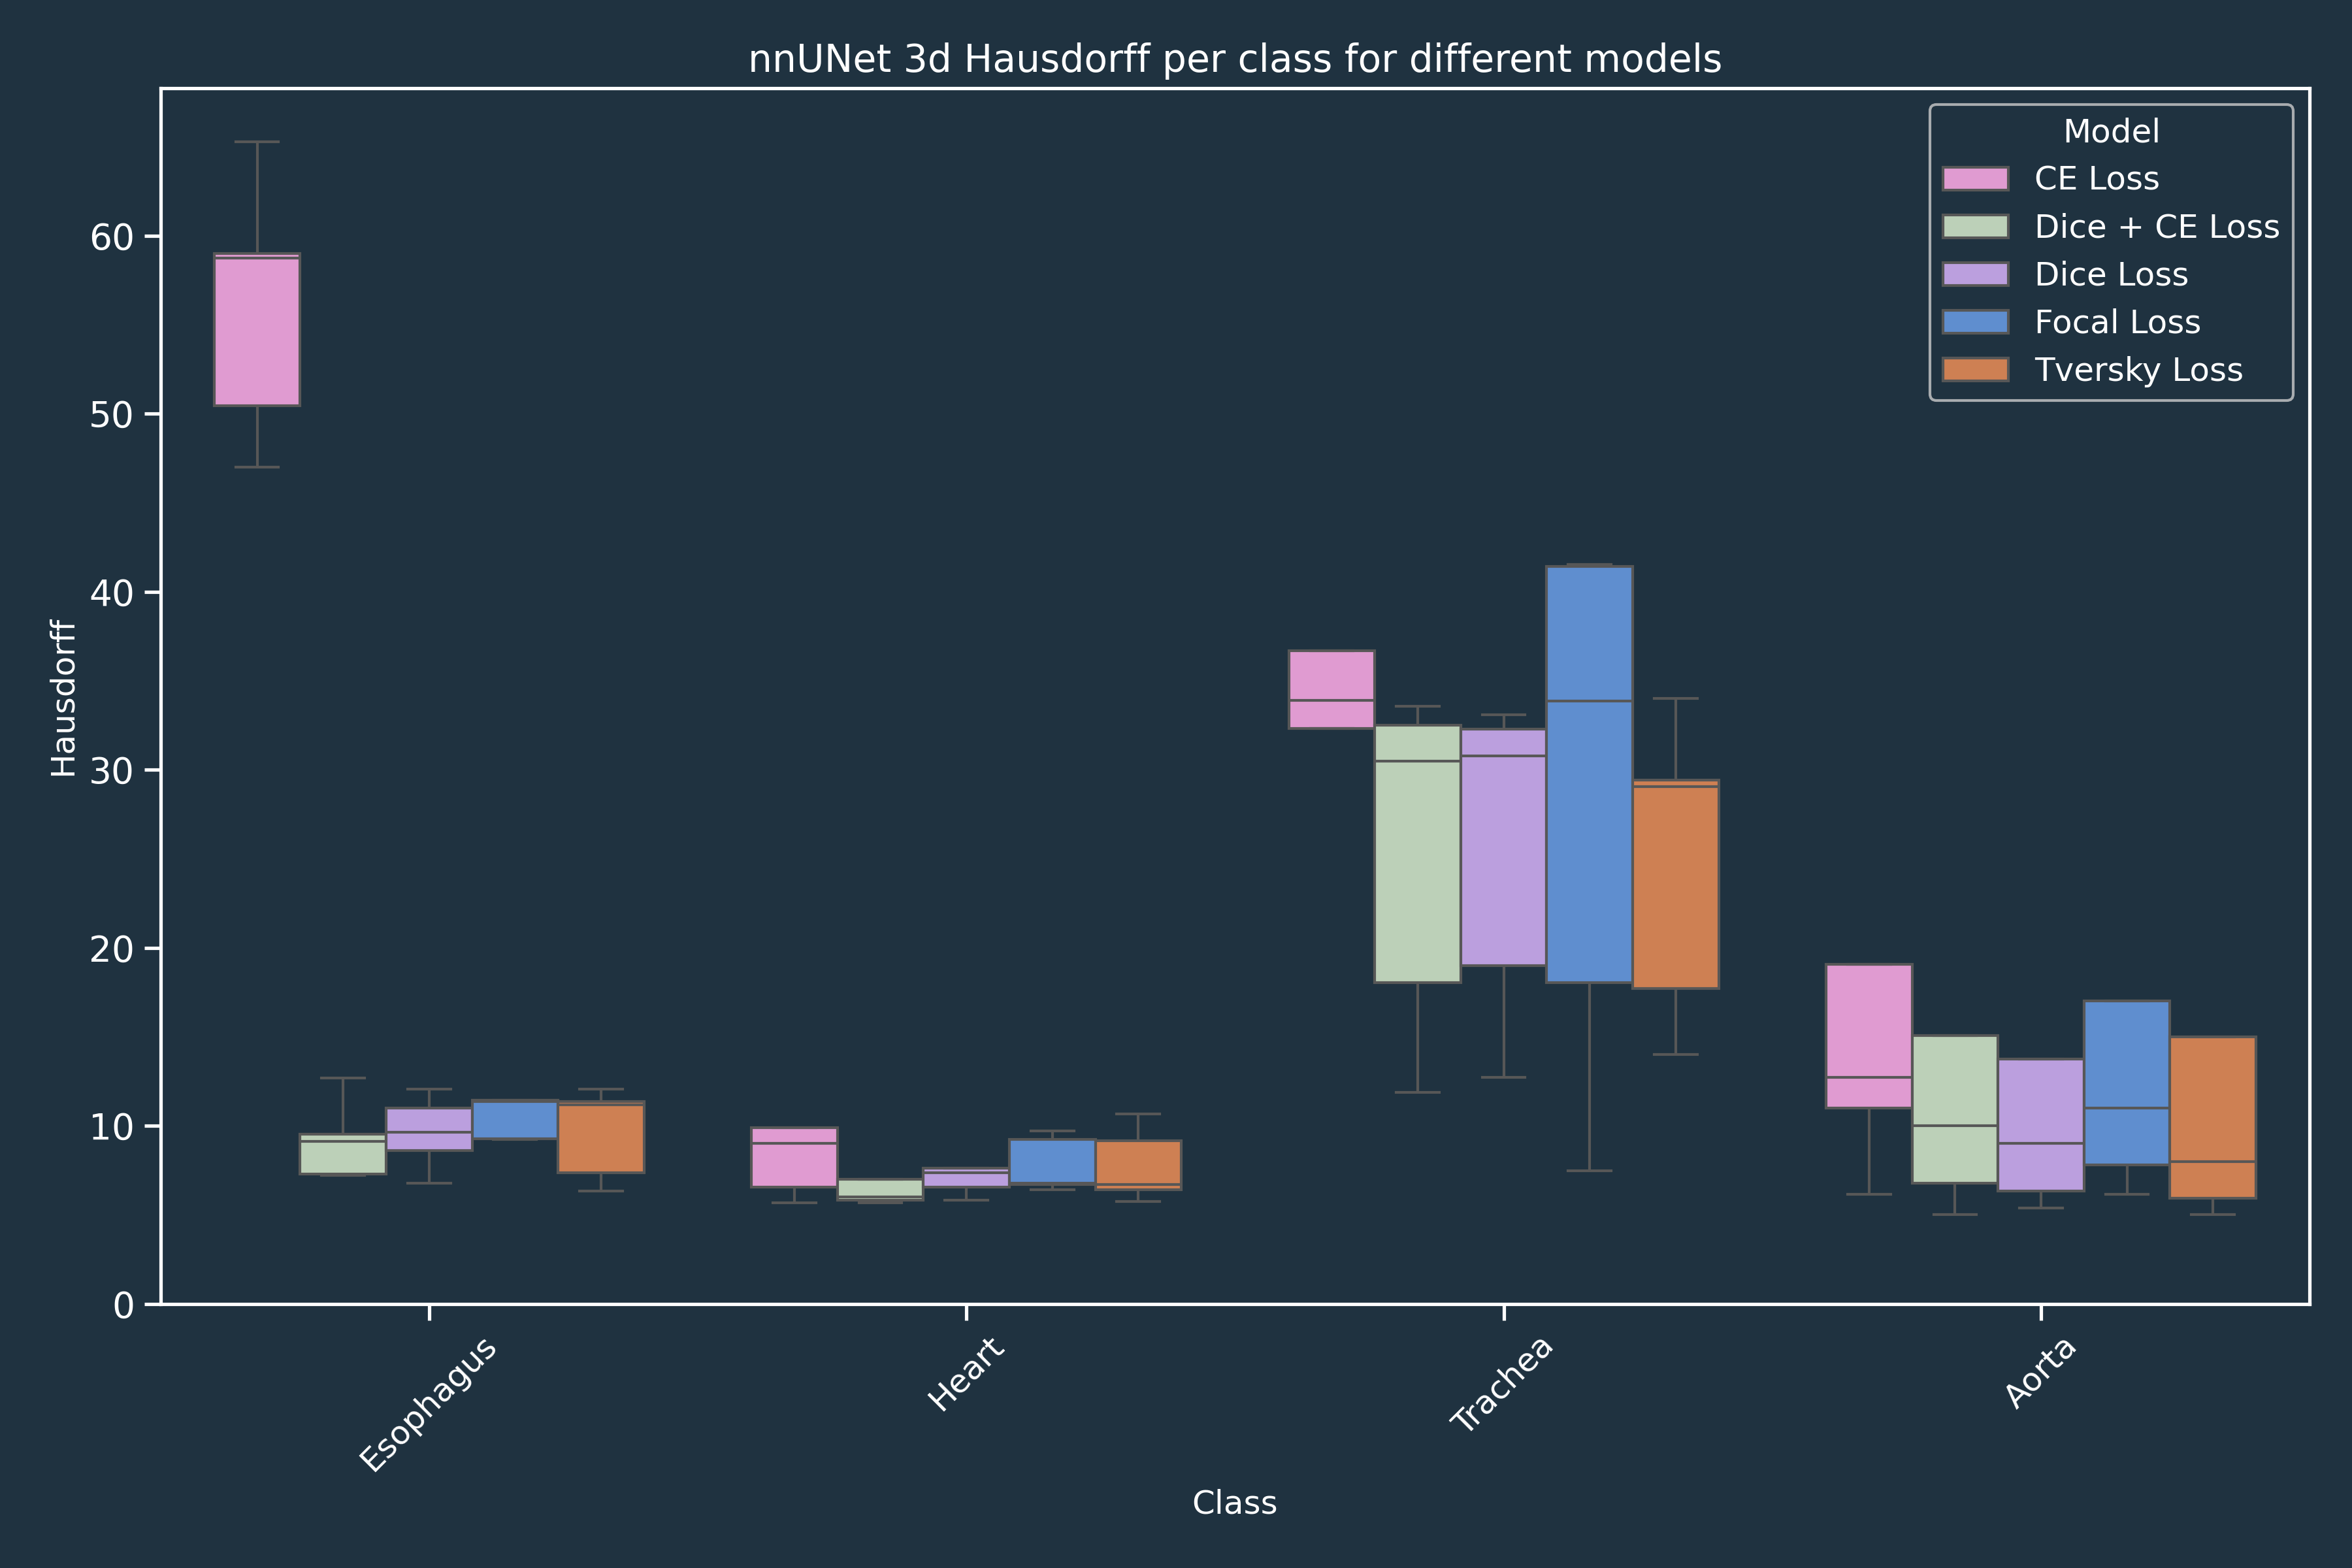 nnUNet 3d Hausdorff per class for different models
Model
CE Loss
Dice + CE Loss
Dice Loss
Focal Loss
Tversky Loss
Hausdorff
60
50
40
30
20
10
0
Esophagus
Heart
Trachea
Aorta
Class